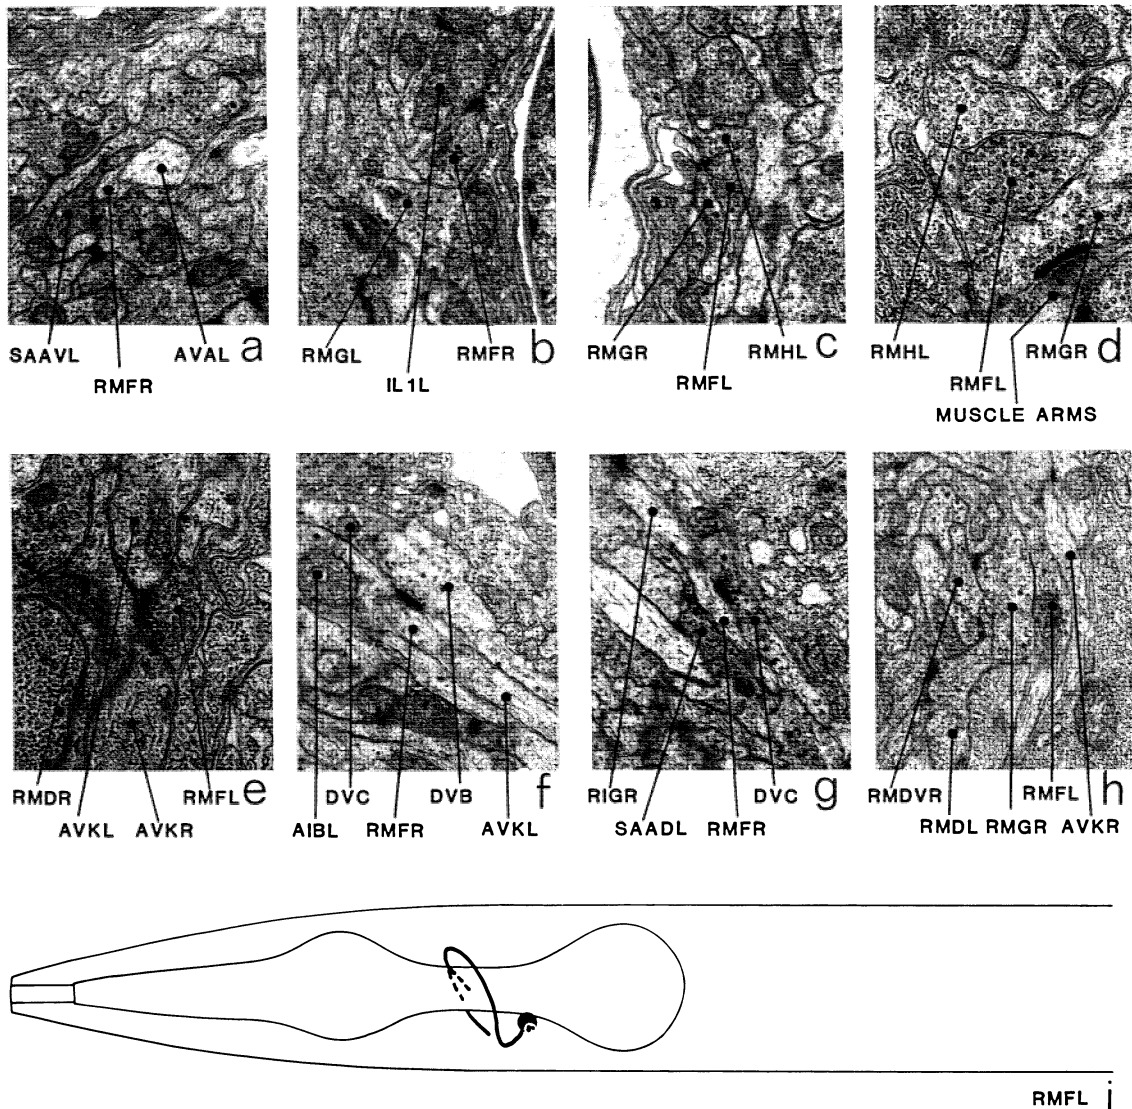 SAAVL AVAL a
RMFR
RMGL RMFR b
IL1L
RMGR RMHL c
RMFL
RMHL RMGR d
RMFL
MUSCLE ARMS
RMDR RMFL e
AVKL AVKR
DVC DVB f
AIBL RMFR AVKL
RIGR DVC g
SAADL RMFR
RMDVR RMFL h
RMDL RMGR AVKR
RMFL i